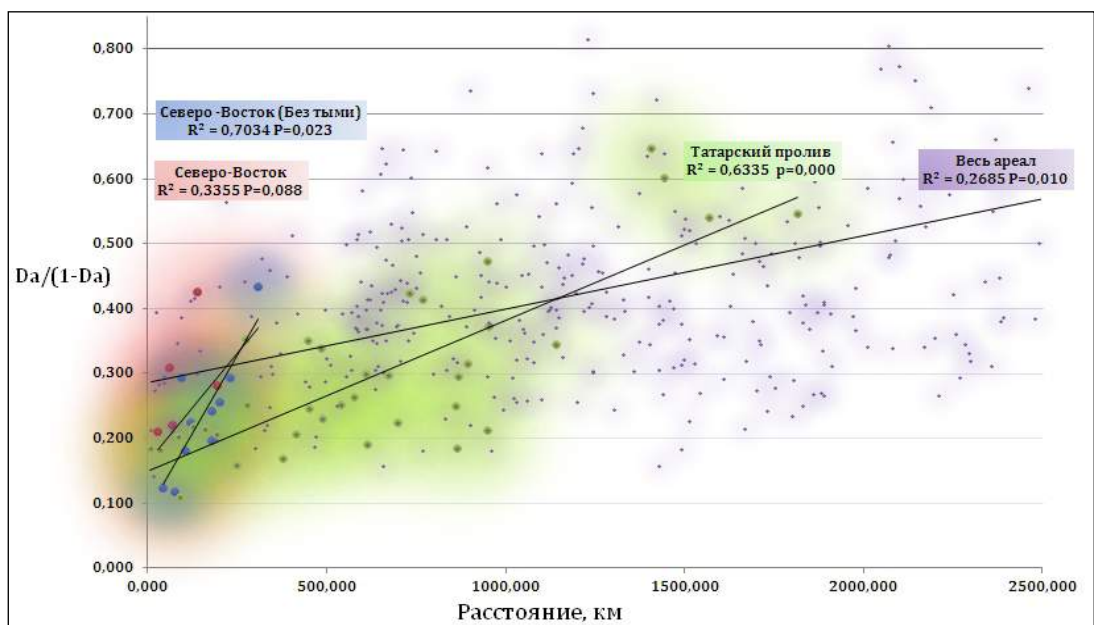 0,800
0,700
Северо -Восток (Без тыми)
R² = 0,7034 P=0,023
Северо-Восток
R² = 0,3355 P=0,088
Татарский пролив
R² = 0,6335 p=0,000
Весь ареал
R² = 0,2685 P=0,010
0,600
0,500
Da/(1-Da)
0,400
0,300
0,200
0,100
0,000
0,000 500,000 1000,000 1500,000 2000,000 2500,000
Расстояние, км